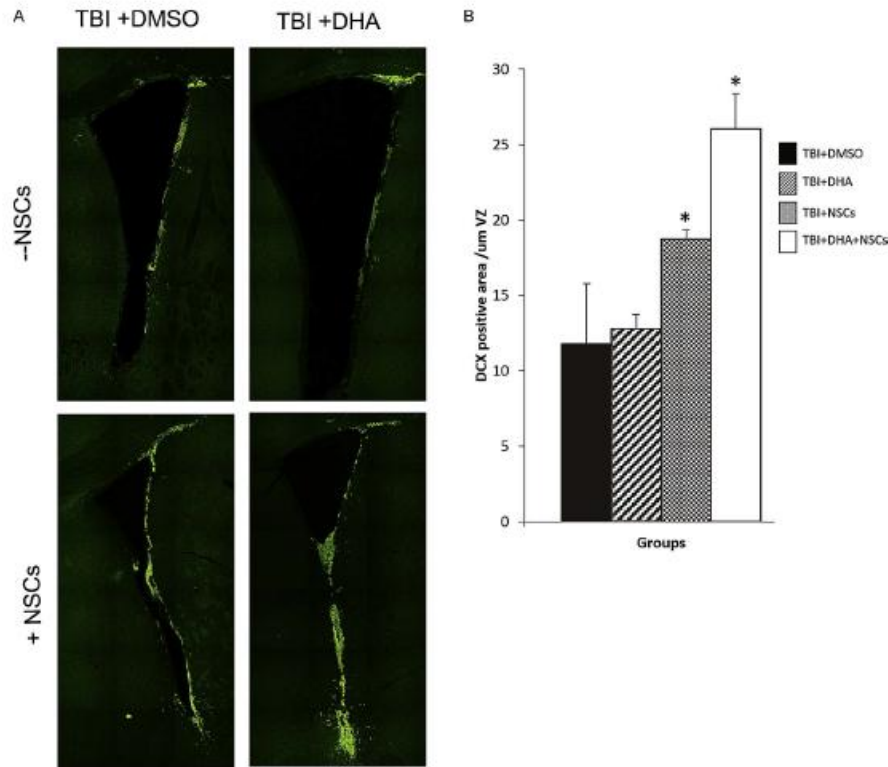 A
TBI +DMSO
TBI +DHA
--NSCs
+ NSCs
B
30
25
20
15
10
5
0
DCX positive area /um VZ
*
*
Groups
TBI+DMSO
TBI+DHA
TBI+NSCs
TBI+DHA+NSCs